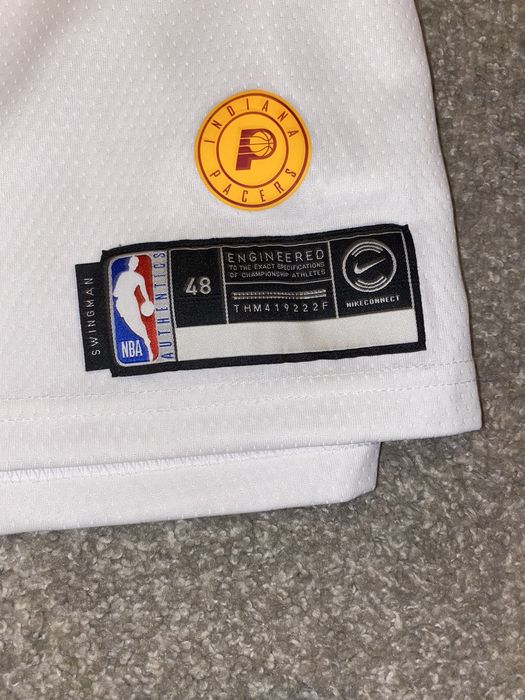 INDIANA
P
PACERS
SWINGMAN
NBA
AUTHENTICS
48
ENGINEERED
TO THE EXACT SPECIFICATIONS
OF CHAMPIONSHIP ATHLETES
THM419222F
NIKECONNECT